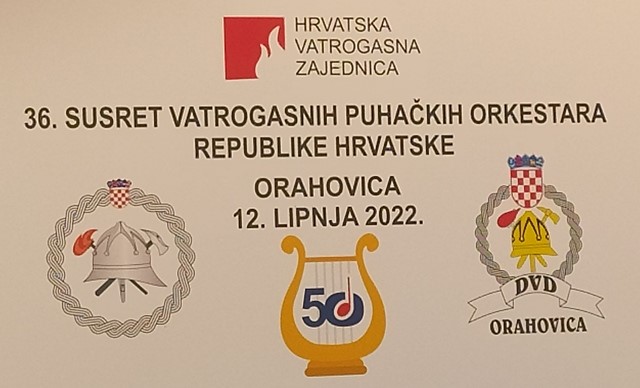 HRVATSKA
VATROGASNA
ZAJEDNICA
36. SUSRET VATROGASNIH PUHAČKIH ORKESTARA
REPUBLIKE HRVATSKE
ORAHOVICA
12. LIPNJA 2022.
50
DVD
ORAHOVICA